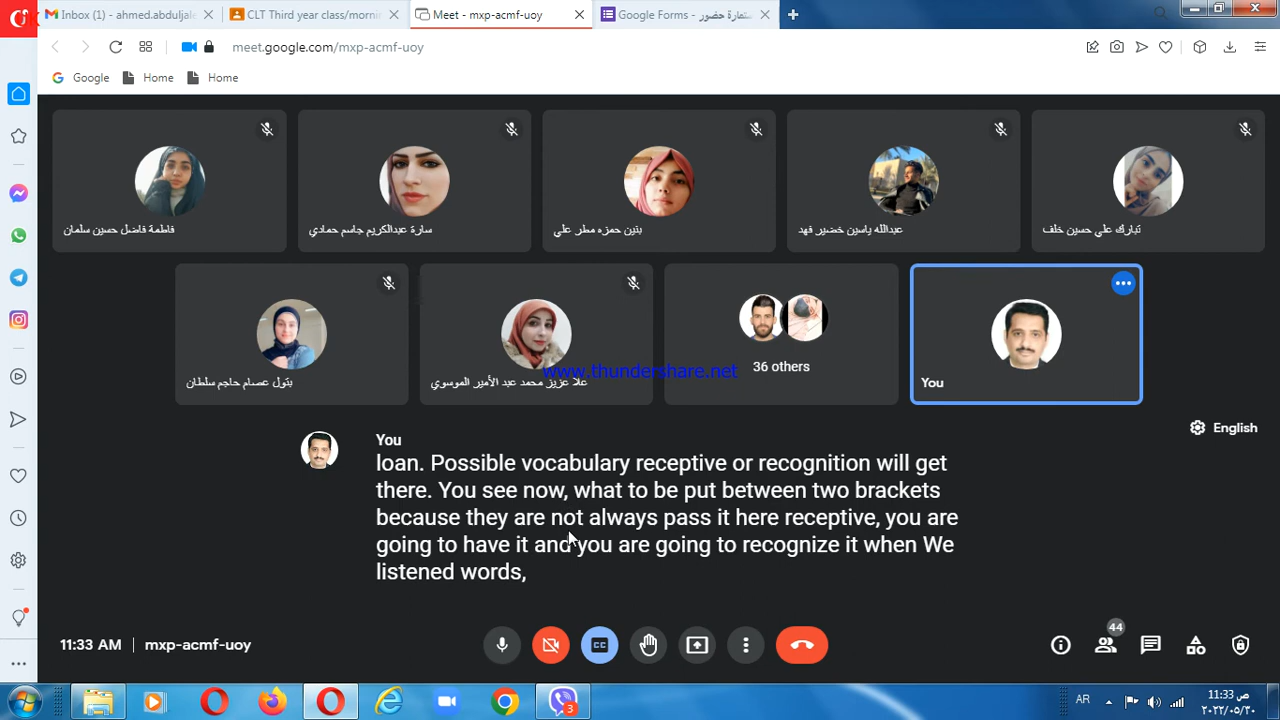 Inbox (1) - ahmed.abduljale
CLT Third year class/morni
Meet - mxp-acmf-uoy
Google Forms - استمارة حضور
meet.google.com/mxp-acmf-uoy
Google
Home
Home
فاطمة فاضل حسين سلمان
سارة عبدالكريم جاسم حمادي
بنين حمزه مطر علي
عبدالله ياسين خضير فهد
تبارك علي حسين خلف
بتول عصام حاجم سلطان
علا عزيز محمد عبد الأمير الموسوي
www.thundershare.net
36 others
You
English
You
loan. Possible vocabulary receptive or recognition will get
there. You see now, what to be put between two brackets
because they are not always pass it here receptive, you are
going to have it and you are going to recognize it when We
listened words,
11:33 AM
mxp-acmf-uoy
CC
44
3
AR
11:33 ص
٢٠٢٢/٠٥/٣٠